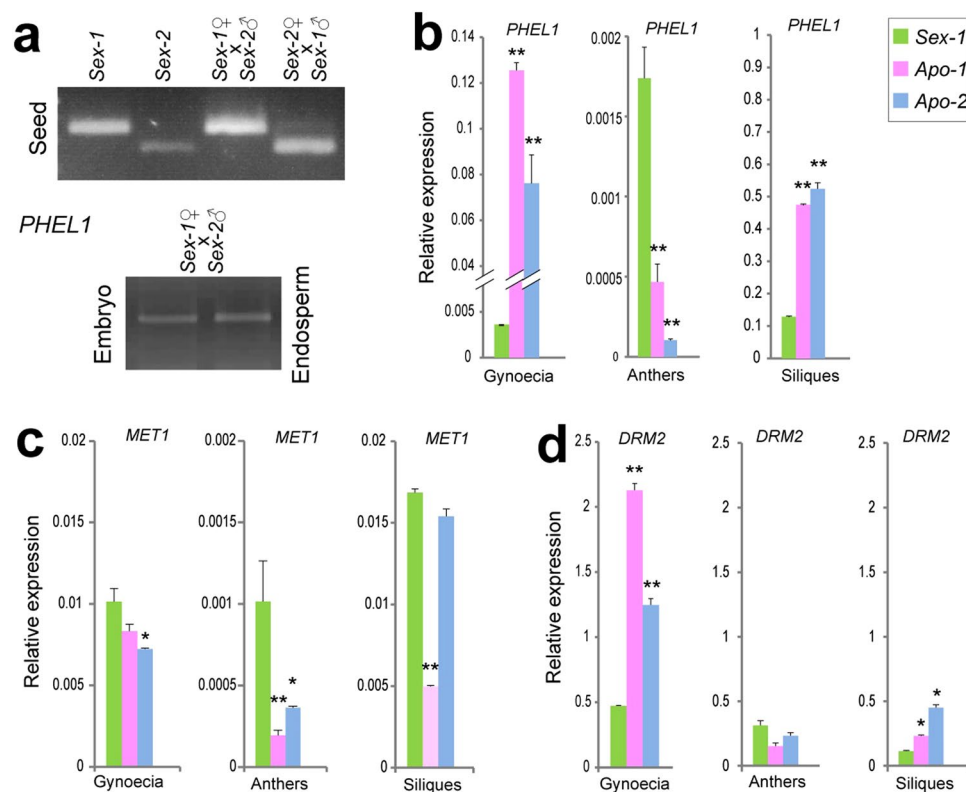 a
Sex-1
Sex-2
Sex-1♀
x
Sex-2♂
Sex-2♀
x
Sex-1♂
Seed
PHEL1
Sex-1♀
x
Sex-2♂
Embryo
Endosperm
b
PHEL1
PHEL1
PHEL1
Sex-1
Apo-1
Apo-2
Relative expression
0.14
0.12
0.1
0.08
0.06
0.04
0.005
0
**
**
Gynoecia
0.002
0.0015
0.001
0.0005
0
**
**
Anthers
1
0.9
0.8
0.7
0.6
0.5
0.4
0.3
0.2
0.1
0
**
**
Siliques
c
MET1
MET1
MET1
Relative expression
0.02
0.015
0.01
0.005
0
*
Gynoecia
0.002
0.0015
0.001
0.0005
0
**
*
Anthers
0.02
0.015
0.01
0.005
0
**
Siliques
d
DRM2
DRM2
DRM2
Relative expression
2.5
2
1.5
1
0.5
0
**
**
Gynoecia
2.5
2
1.5
1
0.5
0
Anthers
2.5
2
1.5
1
0.5
0
*
*
Siliques